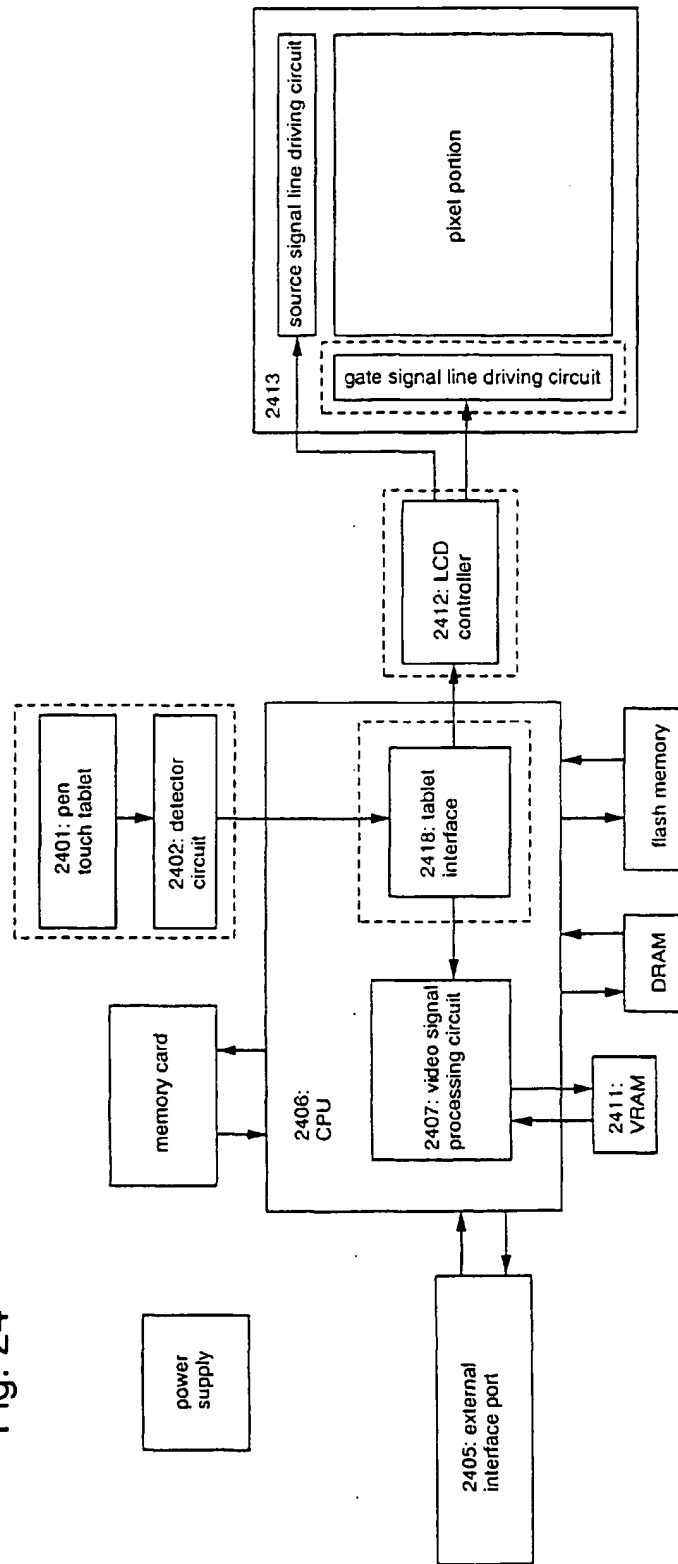 Fig. 24
power
supply
memory card
2401: pen
touch tablet
2402: detector
circuit
2405: external
interface port
2406:
CPU
2407: video signal
processing circuit
2418: tablet
interface
2411:
VRAM
DRAM
flash memory
2412: LCD
controller
2413
source signal line driving circuit
gate signal line driving circuit
pixel portion